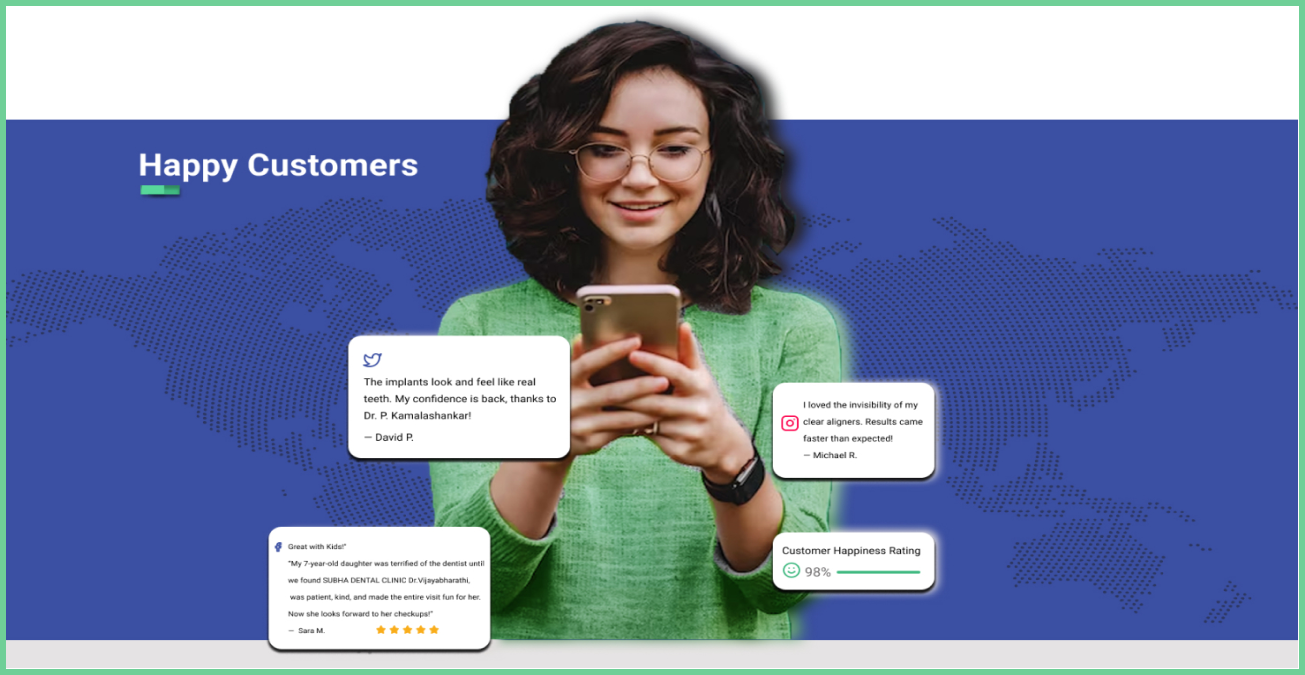 Happy Customers
The implants look and feel like real
teeth. My confidence is back, thanks to
Dr. P. Kamalashankar!
— David P.
I loved the invisibility of my
clear aligners. Results came
faster than expected!
— Michael R.
Great with Kids!"
"My 7-year-old daughter was terrified of the dentist until
we found SUBHA DENTAL CLINIC Dr.Vijayabharathi,
was patient, kind, and made the entire visit fun for her.
Now she looks forward to her checkups!"
— Sara M.
Customer Happiness Rating
98%